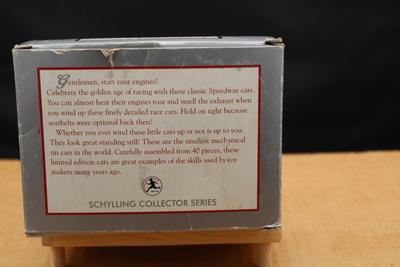 Gentlemen, start your engines!
Celebrate the golden age of racing with these classic Speedway cars.
You can almost hear their engines roar and smell the exhaust when
you wind up these finely detailed race cars. Hold on tight because
seatbelts were optional back then!
Whether you ever wind these little cars up or not is up to you.
They look great standing still! These are the smallest mechanical
tin cars in the world. Carefully assembled from 40 pieces, these
limited edition cars are great examples of the skills used by toy
makers many years ago.
SCHYLLING COLLECTOR SERIES